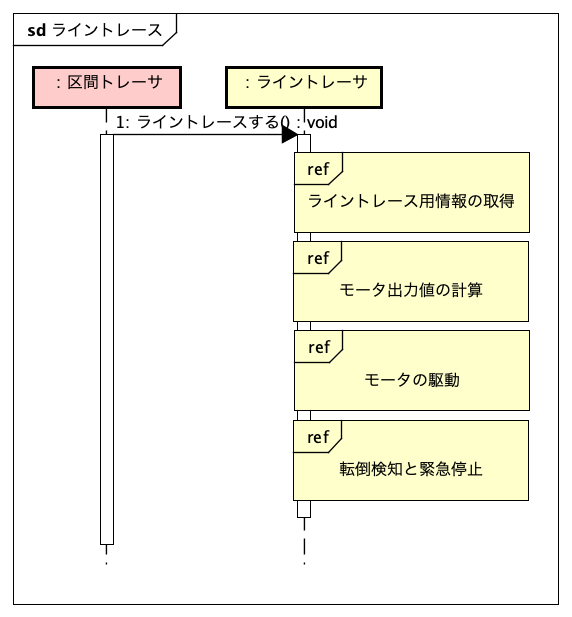 sd ライントレース
: 区間トレーサ
: ライントレーサ
1: ライントレースする() : void
ref
ライントレース用情報の取得
ref
モータ出力値の計算
ref
モータの駆動
ref
転倒検知と緊急停止